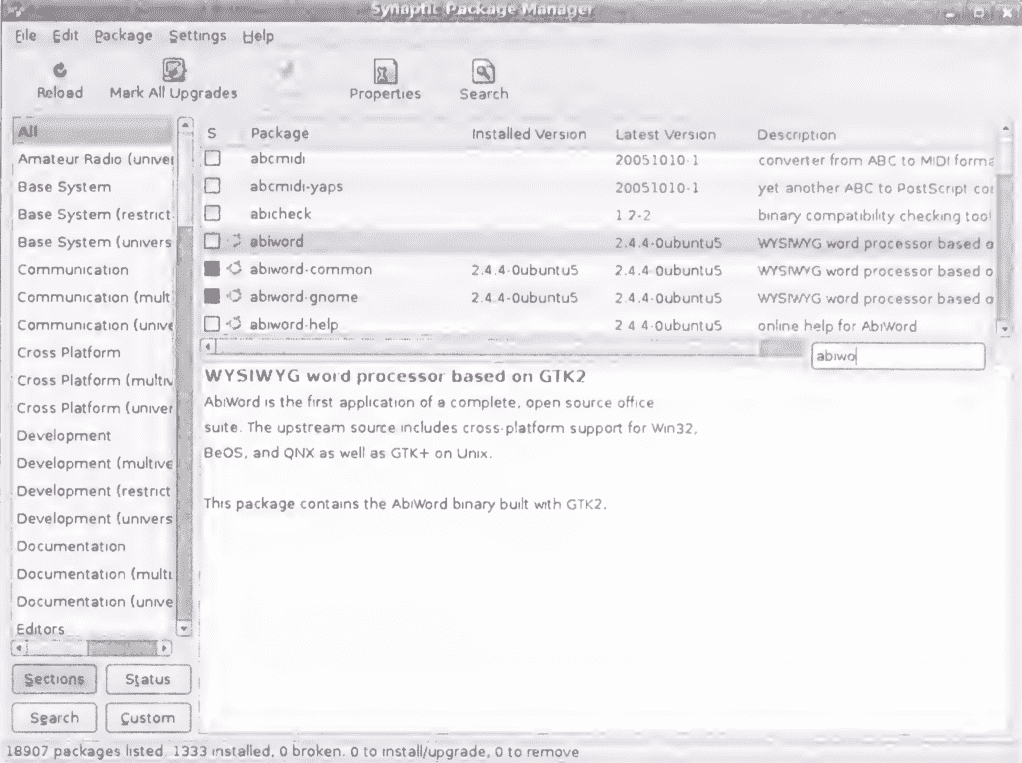 Synaptic Package Manager
File Edit Package Settings Help
Reload Mark All Upgrades Properties Search
All
Amateur Radio (univer
Base System
Base System (restrict
Base System (univers
Communication
Communication (mult
Communication (unive
Cross Platform
Cross Platform (multiv
Cross Platform (univer
Development
Development (multive
Development (restrict
Development (univers
Documentation
Documentation (multi
Documentation (unive
Editors
Sections Status
Search Custom
S Package Installed Version Latest Version Description
abcmidi 20051010-1 converter from ABC to MIDI forma
abcmidi-yaps 20051010-1 yet another ABC to PostScript con
abicheck 1.2-2 binary compatibility checking tool
abiword 2.4.4-0ubuntu5 WYSIWYG word processor based o
abiword-common 2.4.4-0ubuntu5 2.4.4-0ubuntu5 WYSIWYG word processor based o
abiword-gnome 2.4.4-0ubuntu5 2.4.4-0ubuntu5 WYSIWYG word processor based o
abiword-help 2.4.4-0ubuntu5 online help for AbiWord
abiwo
WYSIWYG word processor based on GTK2
AbiWord is the first application of a complete, open source office
suite. The upstream source includes cross-platform support for Win32,
BeOS, and QNX as well as GTK+ on Unix.
This package contains the AbiWord binary built with GTK2.
18907 packages listed, 1333 installed, 0 broken. 0 to install/upgrade, 0 to remove